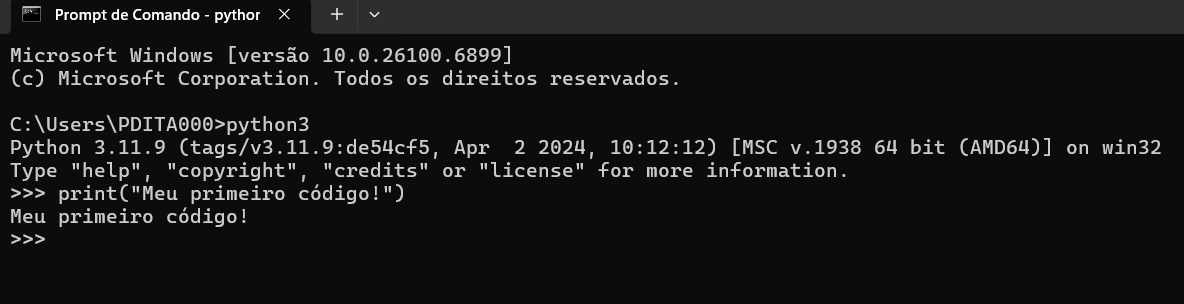 Prompt de Comando - python
Microsoft Windows [versão 10.0.26100.6899]
(c) Microsoft Corporation. Todos os direitos reservados.
C:\Users\PDITA000>python3
Python 3.11.9 (tags/v3.11.9:de54cf5, Apr  2 2024, 10:12:12) [MSC v.1938 64 bit (AMD64)] on win32
Type "help", "copyright", "credits" or "license" for more information.
>>> print("Meu primeiro código!")
Meu primeiro código!
>>>